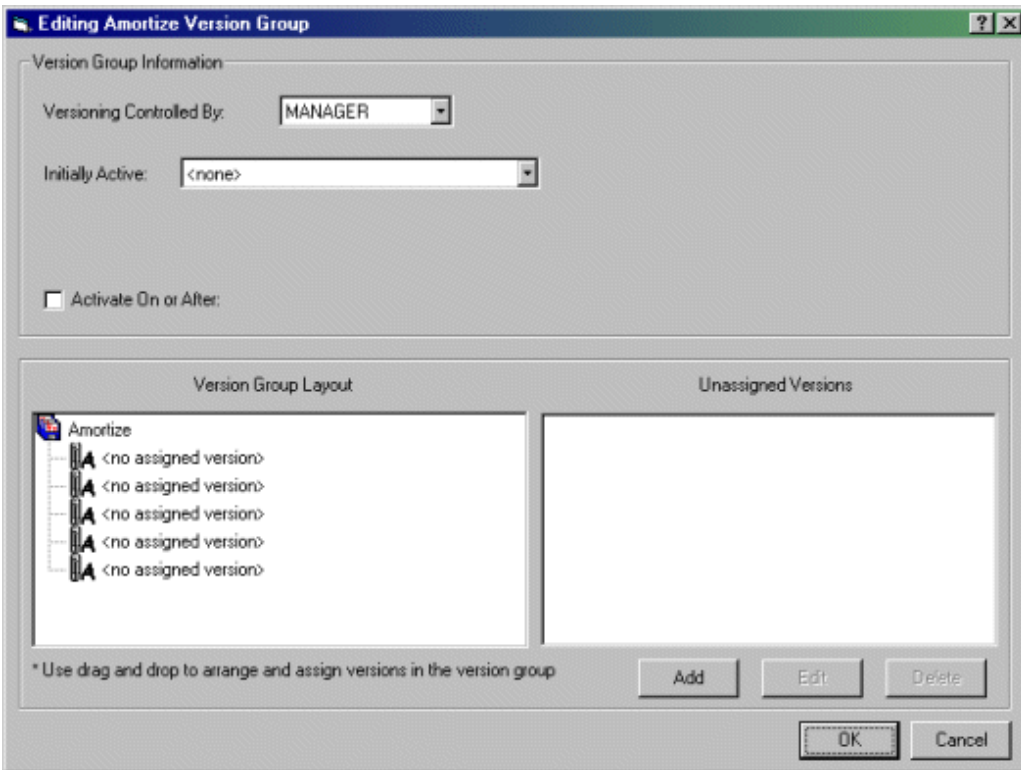 Editing Amortize Version Group
Version Group Information
Versioning Controlled By: MANAGER
Initially Active: <none>
Activate On or After:
Version Group Layout
Unassigned Versions
Amortize
<no assigned version>
<no assigned version>
<no assigned version>
<no assigned version>
<no assigned version>
* Use drag and drop to arrange and assign versions in the version group
Add Edit Delete
OK Cancel